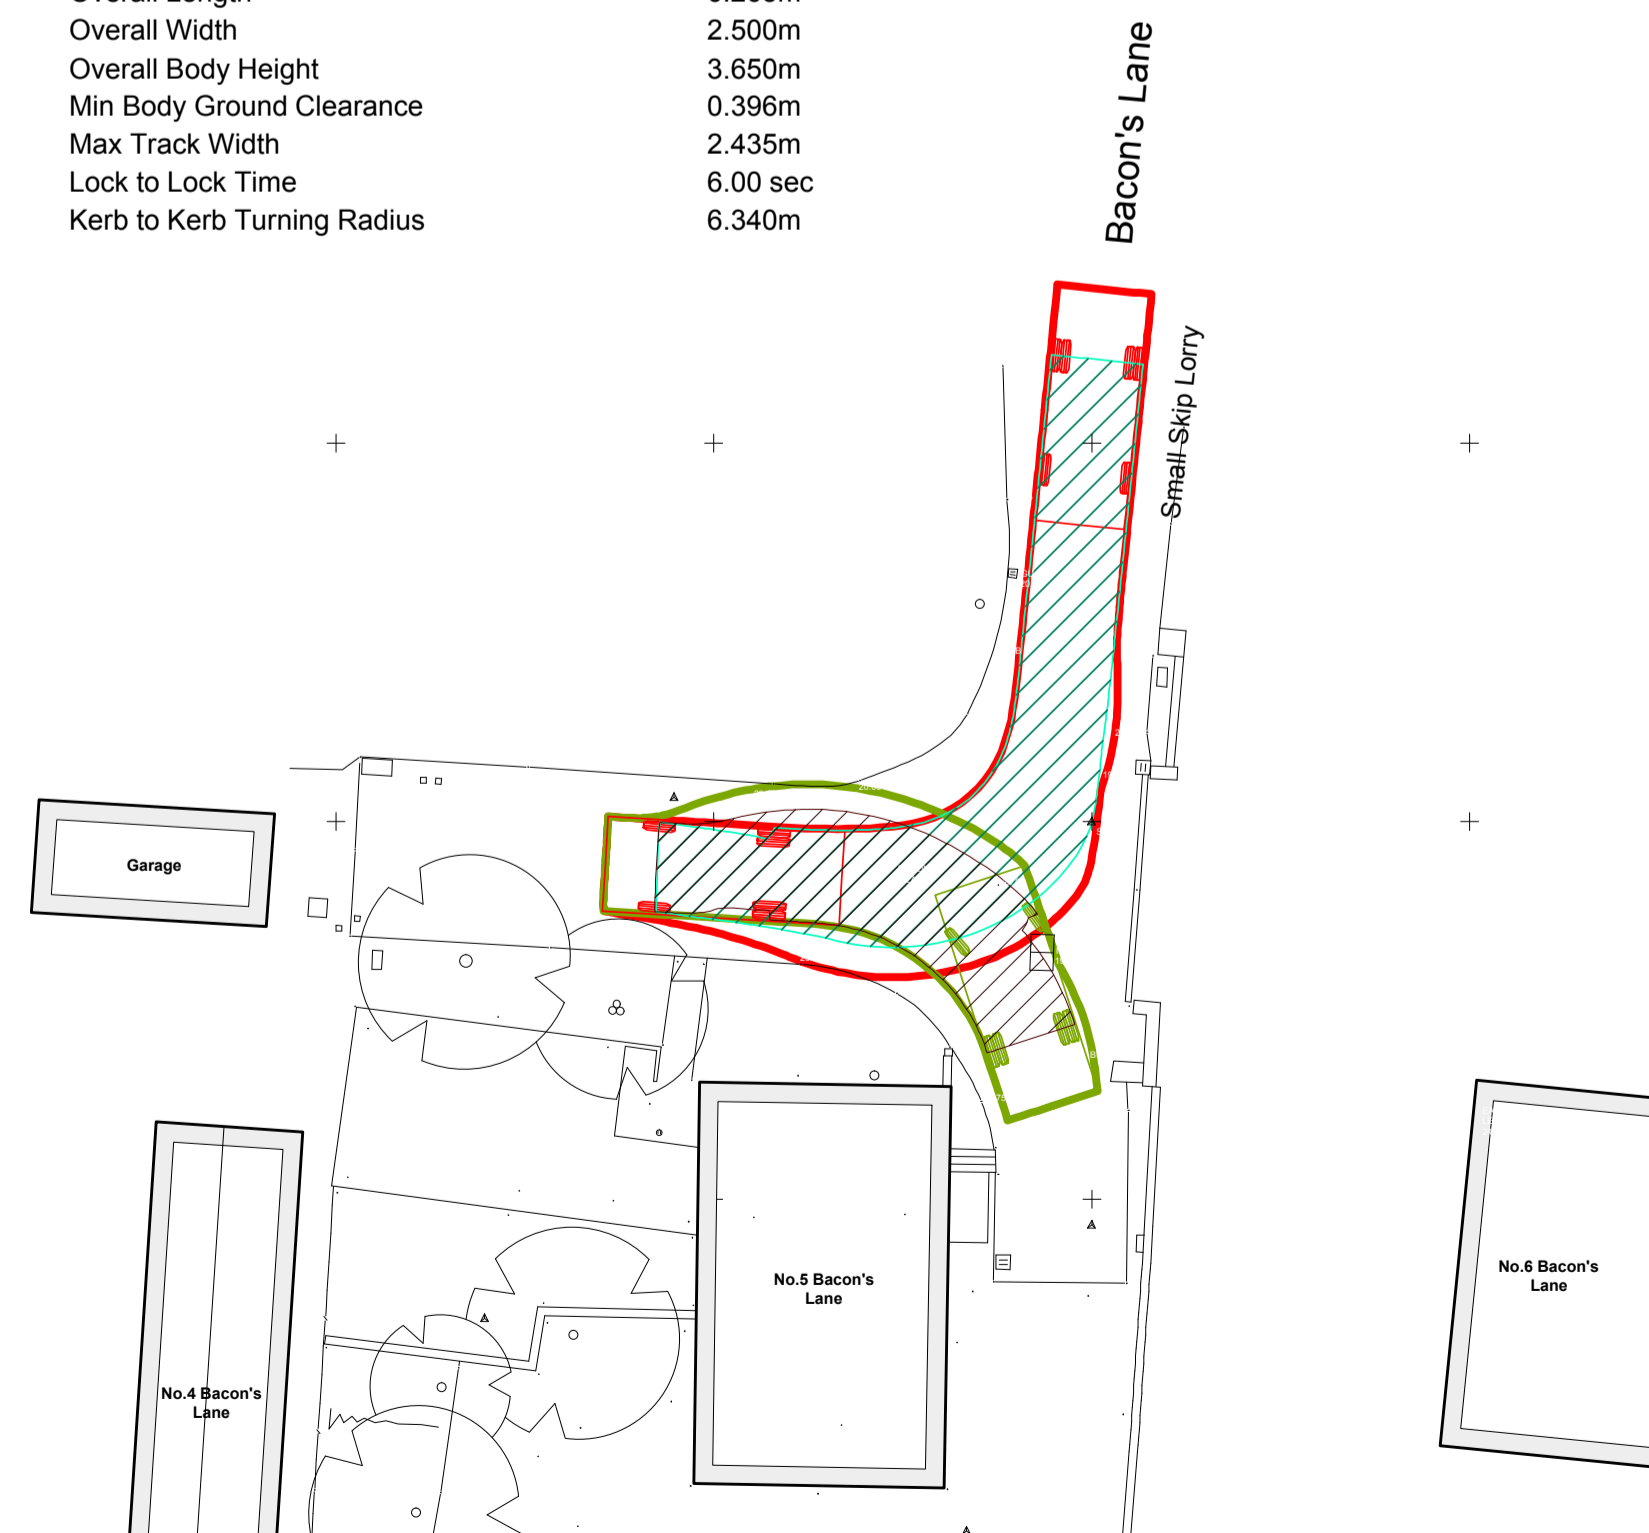 Overall Width 2.500m
Overall Body Height 3.650m
Min Body Ground Clearance 0.396m
Max Track Width 2.435m
Lock to Lock Time 6.00 sec
Kerb to Kerb Turning Radius 6.340m
Bacon's Lane
Small Skip Lorry
Garage
No.5 Bacon's
Lane
No.6 Bacon's
Lane
No.4 Bacon's
Lane